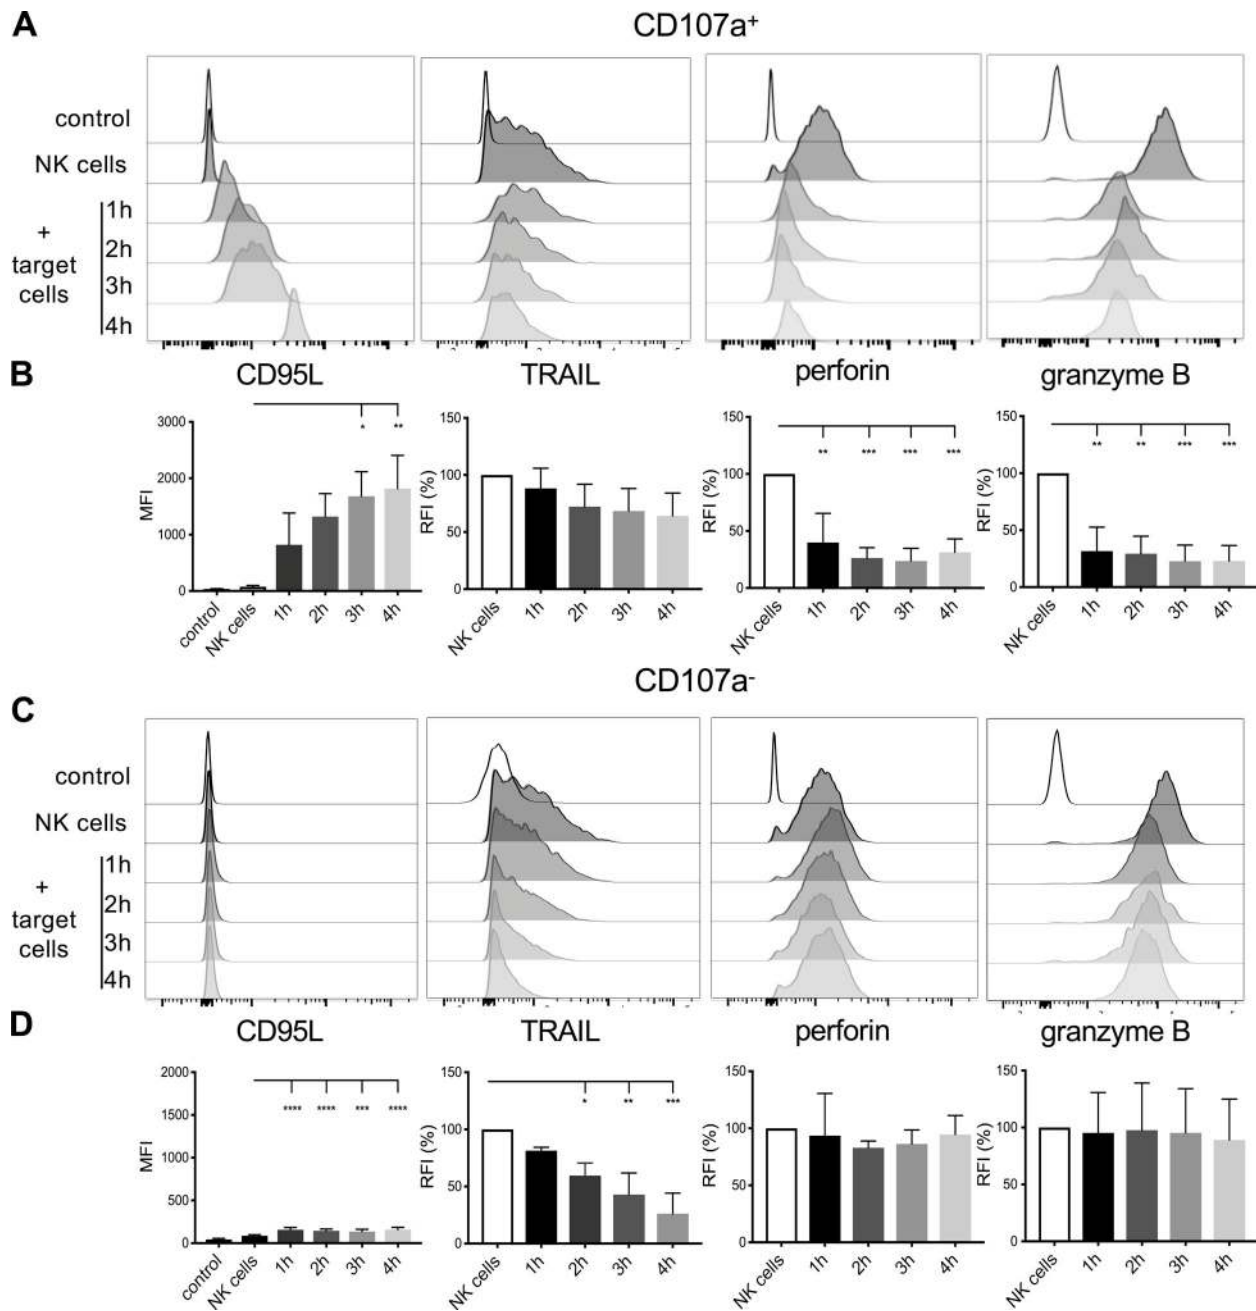 A
CD107a⁺
control
NK cells
1h
+
2h
target
cells
3h
4h
B
CD95L
TRAIL
perforin
granzyme B
MFI
3000
2000
1000
0
* **
control
NK cells
1h
2h
3h
4h
RFI (%)
150
100
50
0
NK cells
1h
2h
3h
4h
RFI (%)
150
100
50
0
** *** *** ***
NK cells
1h
2h
3h
4h
RFI (%)
150
100
50
0
** ** *** ***
NK cells
1h
2h
3h
4h
CD107a⁻
C
control
NK cells
1h
+
2h
target
cells
3h
4h
D
CD95L
TRAIL
perforin
granzyme B
MFI
2000
1500
1000
500
0
**** **** *** ****
control
NK cells
1h
2h
3h
4h
RFI (%)
150
100
50
0
* ** ***
NK cells
1h
2h
3h
4h
RFI (%)
150
100
50
0
NK cells
1h
2h
3h
4h
RFI (%)
150
100
50
0
NK cells
1h
2h
3h
4h